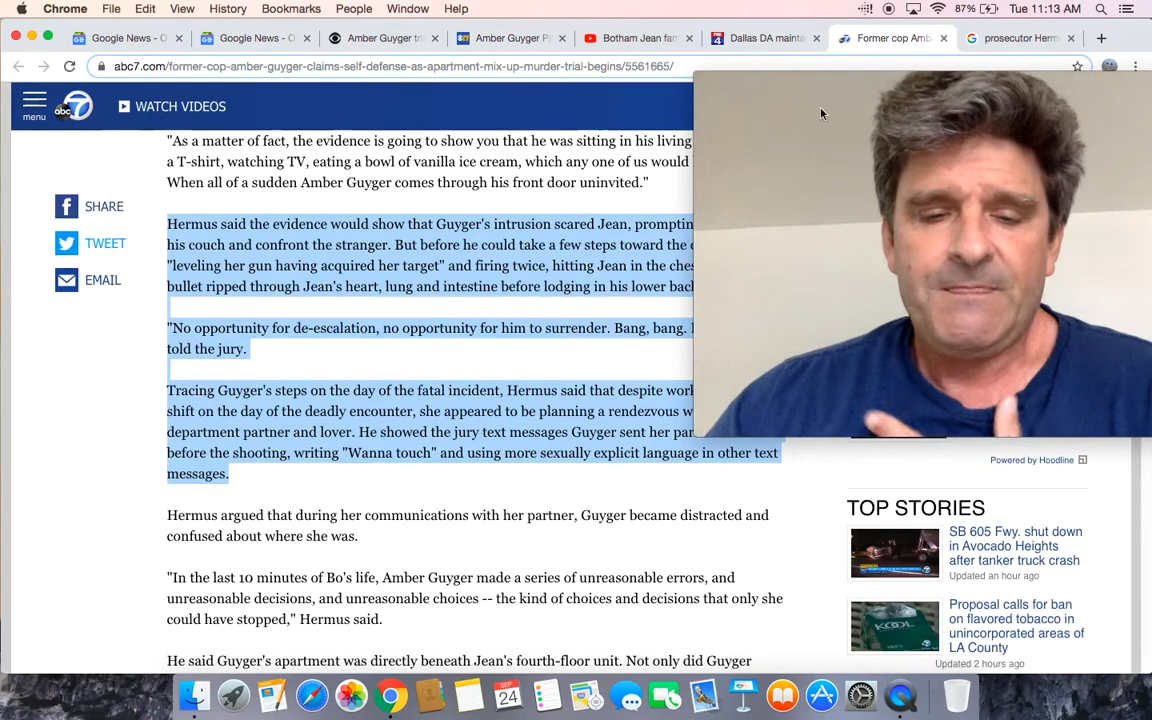 Chrome File Edit View History Bookmarks People Window Help 87% Tue 11:13 AM
Google News - O
Google News - O
Amber Guyger tri
Amber Guyger P
Botham Jean fam
Dallas DA mainta
Former cop Amb
prosecutor Herm
abc7.com/former-cop-amber-guyger-claims-self-defense-as-apartment-mix-up-murder-trial-begins/5561665/
menu
abc 7
WATCH VIDEOS
SHARE
TWEET
EMAIL
"As a matter of fact, the evidence is going to show you that he was sitting in his living
a T-shirt, watching TV, eating a bowl of vanilla ice cream, which any one of us would
When all of a sudden Amber Guyger comes through his front door uninvited."
Hermus said the evidence would show that Guyger's intrusion scared Jean, promptin
his couch and confront the stranger. But before he could take a few steps toward the
"leveling her gun having acquired her target" and firing twice, hitting Jean in the ches
bullet ripped through Jean's heart, lung and intestine before lodging in his lower bac
"No opportunity for de-escalation, no opportunity for him to surrender. Bang, bang.
told the jury.
Tracing Guyger's steps on the day of the fatal incident, Hermus said that despite work
shift on the day of the deadly encounter, she appeared to be planning a rendezvous w
department partner and lover. He showed the jury text messages Guyger sent her par
before the shooting, writing "Wanna touch" and using more sexually explicit language in other text
messages.
Hermus argued that during her communications with her partner, Guyger became distracted and
confused about where she was.
"In the last 10 minutes of Bo's life, Amber Guyger made a series of unreasonable errors, and
unreasonable decisions, and unreasonable choices -- the kind of choices and decisions that only she
could have stopped," Hermus said.
He said Guyger's apartment was directly beneath Jean's fourth-floor unit. Not only did Guyger
Powered by Hoodline
TOP STORIES
SB 605 Fwy. shut down
in Avocado Heights
after tanker truck crash
Updated an hour ago
Proposal calls for ban
on flavored tobacco in
unincorporated areas of
LA County
Updated 2 hours ago
KOOL
SEP
24